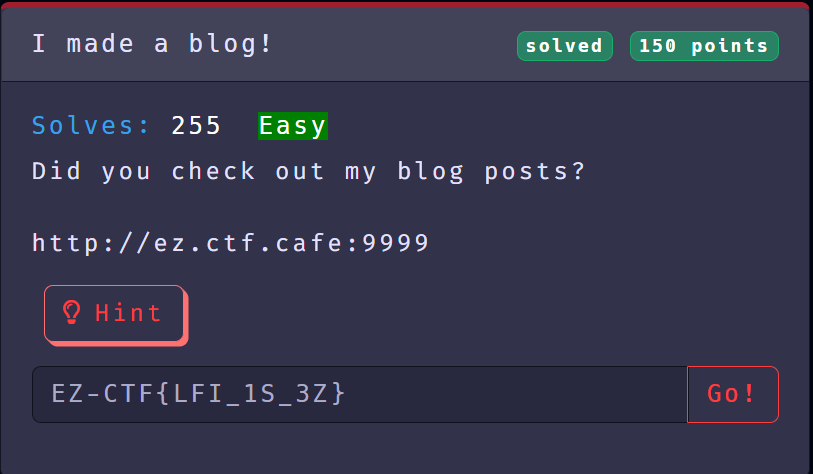 I made a blog! solved 150 points
Solves: 255 Easy
Did you check out my blog posts?
http://ez.ctf.cafe:9999
Hint
EZ-CTF{LFI_1S_3Z} Go!